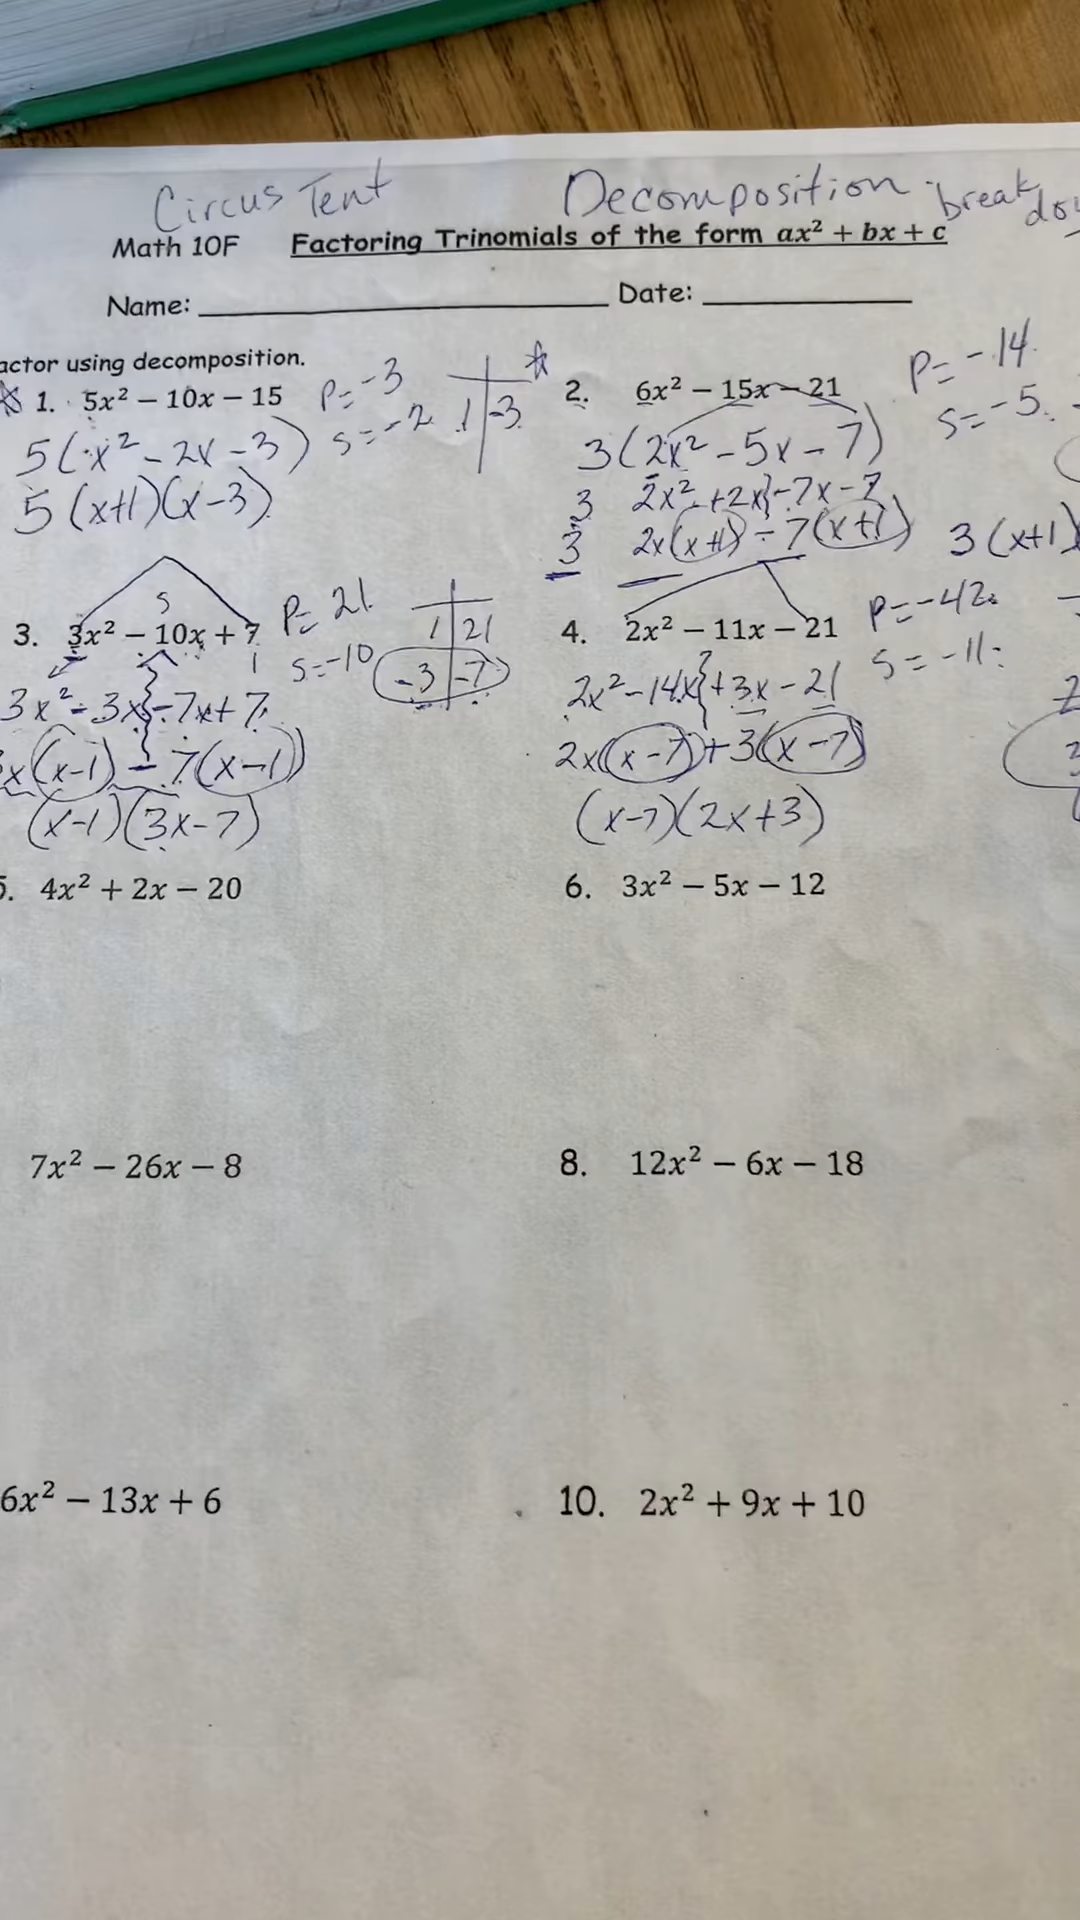 Circus Tent Decomposition - break
Math 10F Factoring Trinomials of the form ax² + bx + c
Name: Date:
actor using decomposition.
1. 5x² − 10x − 15 P = -3 1 | -3
5(x² - 2x - 3) S = -2
5(x+1)(x-3)
2. 6x² − 15x − 21 P = -14
3(2x² - 5x - 7) S = -5
3 2x² + 2x} - 7x - 7
3 2x(x+1) - 7(x+1) 3(x+1)
3. 3x² − 10x + 7 P = 21 1 | 21
S = -10 -3 | -7
3x² - 3x} - 7x + 7
x(x-1) - 7(x-1)
(x-1)(3x-7)
4. 2x² − 11x − 21 P = -42
2x² - 14x} + 3x - 21 S = -11
2x(x-7) + 3(x-7)
(x-7)(2x+3)
5. 4x² + 2x − 20
6. 3x² − 5x − 12
7x² − 26x − 8
8. 12x² − 6x − 18
6x² − 13x + 6
10. 2x² + 9x + 10